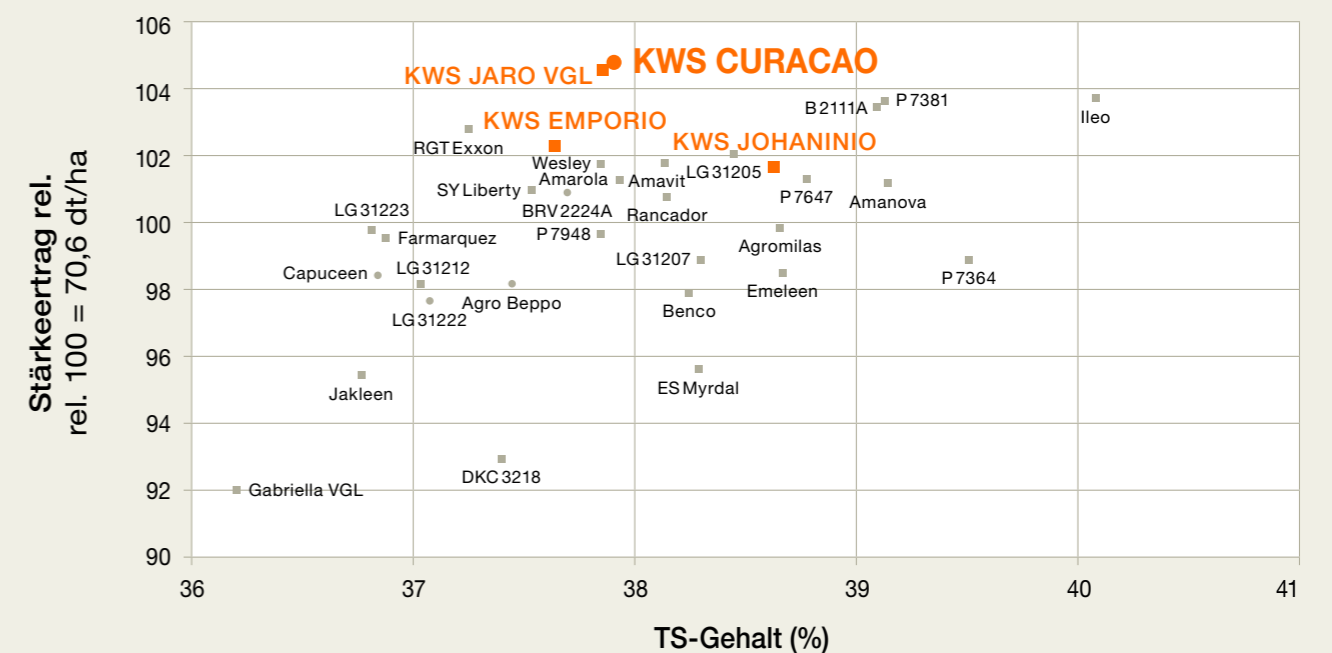 Stärkeertrag rel.
rel. 100 = 70,6 dt/ha
106
104
102
100
98
96
94
92
90
KWS CURACAO
KWS JARO VGL
P 7381
B 2111A
Ileo
KWS EMPORIO
RGT Exxon
KWS JOHANINIO
Wesley
LG 31205
Amarola
Amavit
SY Liberty
P 7647
Amanova
LG 31223
BRV 2224A
Rancador
Farmarquez
P 7948
Agromilas
LG 31207
Capuceen
LG 31212
P 7364
Emeleen
Agro Beppo
Benco
LG 31222
Jakleen
ES Myrdal
DKC 3218
Gabriella VGL
36
37
38
39
40
41
TS-Gehalt (%)